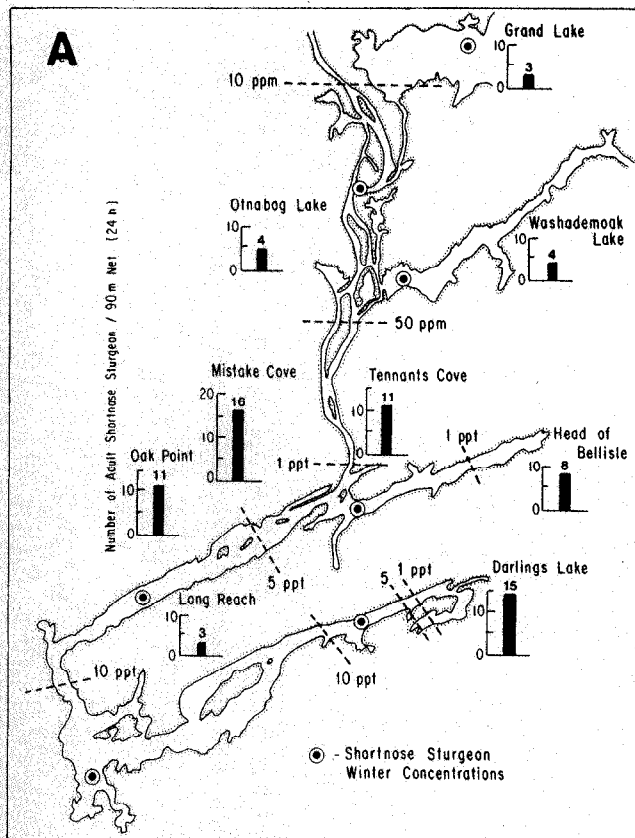 A
Grand Lake
10
3
0
10 ppm
Otnabog Lake
10
4
0
Washademoak
Lake
10
4
0
50 ppm
Number of Adult Shortnose Sturgeon / 90m Net (24 h)
Mistake Cove
20
16
10
0
Tennants Cove
11
10
0
1 ppt
1 ppt
Head of
Bellisle
10
8
0
Oak Point
11
10
0
5 ppt
Darlings Lake
15
10
0
1 ppt
5
Long Reach
10
3
0
10 ppt
10 ppt
- Shortnose Sturgeon
Winter Concentrations